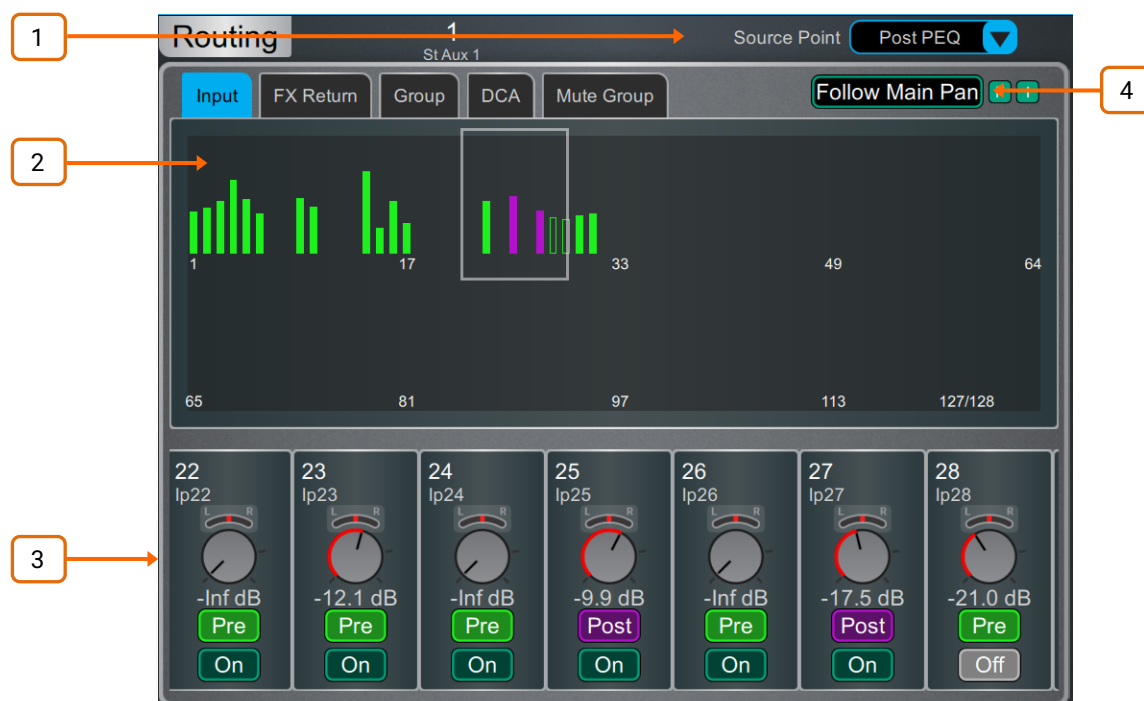 1
Routing
1
St Aux 1
Source Point
Post PEQ
Input
FX Return
Group
DCA
Mute Group
Follow Main Pan
4
2
1
17
33
49
64
65
81
97
113
127/128
3
22
Ip22
L R
-Inf dB
Pre
On
23
Ip23
L R
-12.1 dB
Pre
On
24
Ip24
L R
-Inf dB
Pre
On
25
Ip25
L R
-9.9 dB
Post
On
26
Ip26
L R
-Inf dB
Pre
On
27
Ip27
L R
-17.5 dB
Post
On
28
Ip28
L R
-21.0 dB
Pre
Off